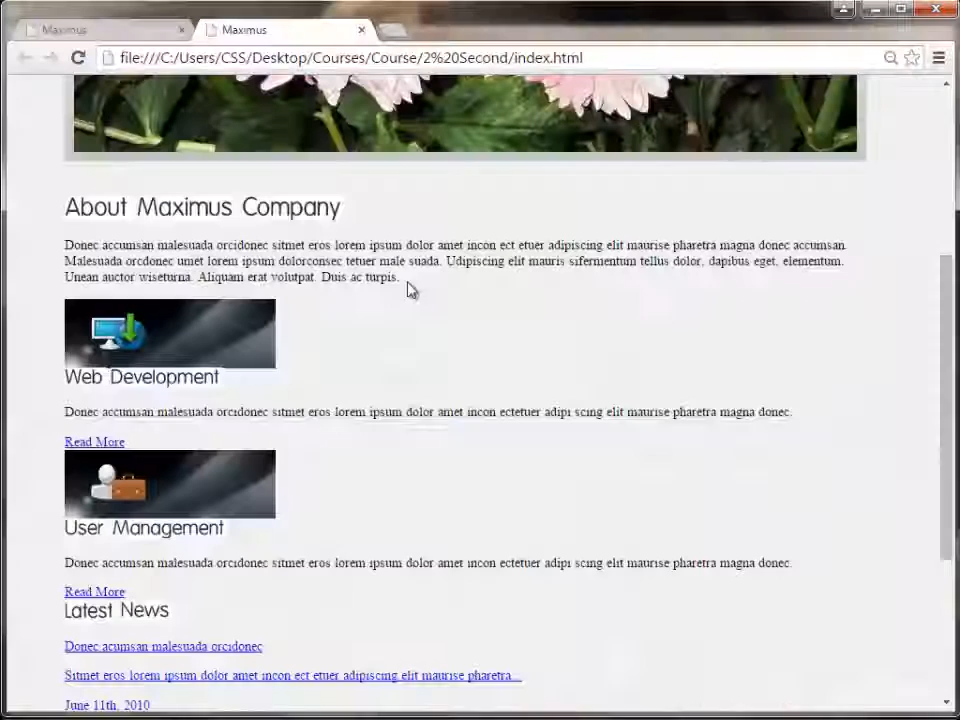 Maximus
Maximus
file:///C:/Users/CSS/Desktop/Courses/Course/2%20Second/index.html
About Maximus Company
Donec accumsan malesuada orcidonec sitmet eros lorem ipsum dolor amet incon ect etuer adipiscing elit maurise pharetra magna donec accumsan.
Malesuada orcdonec umet lorem ipsum dolorconsec tetuer male suada. Udipiscing elit mauris sifermentum tellus dolor, dapibus eget, elementum.
Unean auctor wiseturna. Aliquam erat volutpat. Duis ac turpis.
Web Development
Donec accumsan malesuada orcidonec sitmet eros lorem ipsum dolor amet incon ectetuer adipi scing elit maurise pharetra magna donec.
Read More
User Management
Donec accumsan malesuada orcidonec sitmet eros lorem ipsum dolor amet incon ectetuer adipi scing elit maurise pharetra magna donec.
Read More
Latest News
Donec acumsan malesuada orcidonec
Sitmet eros lorem ipsum dolor amet incon ect etuer adipiscing elit maurise pharetra...
June 11th, 2010